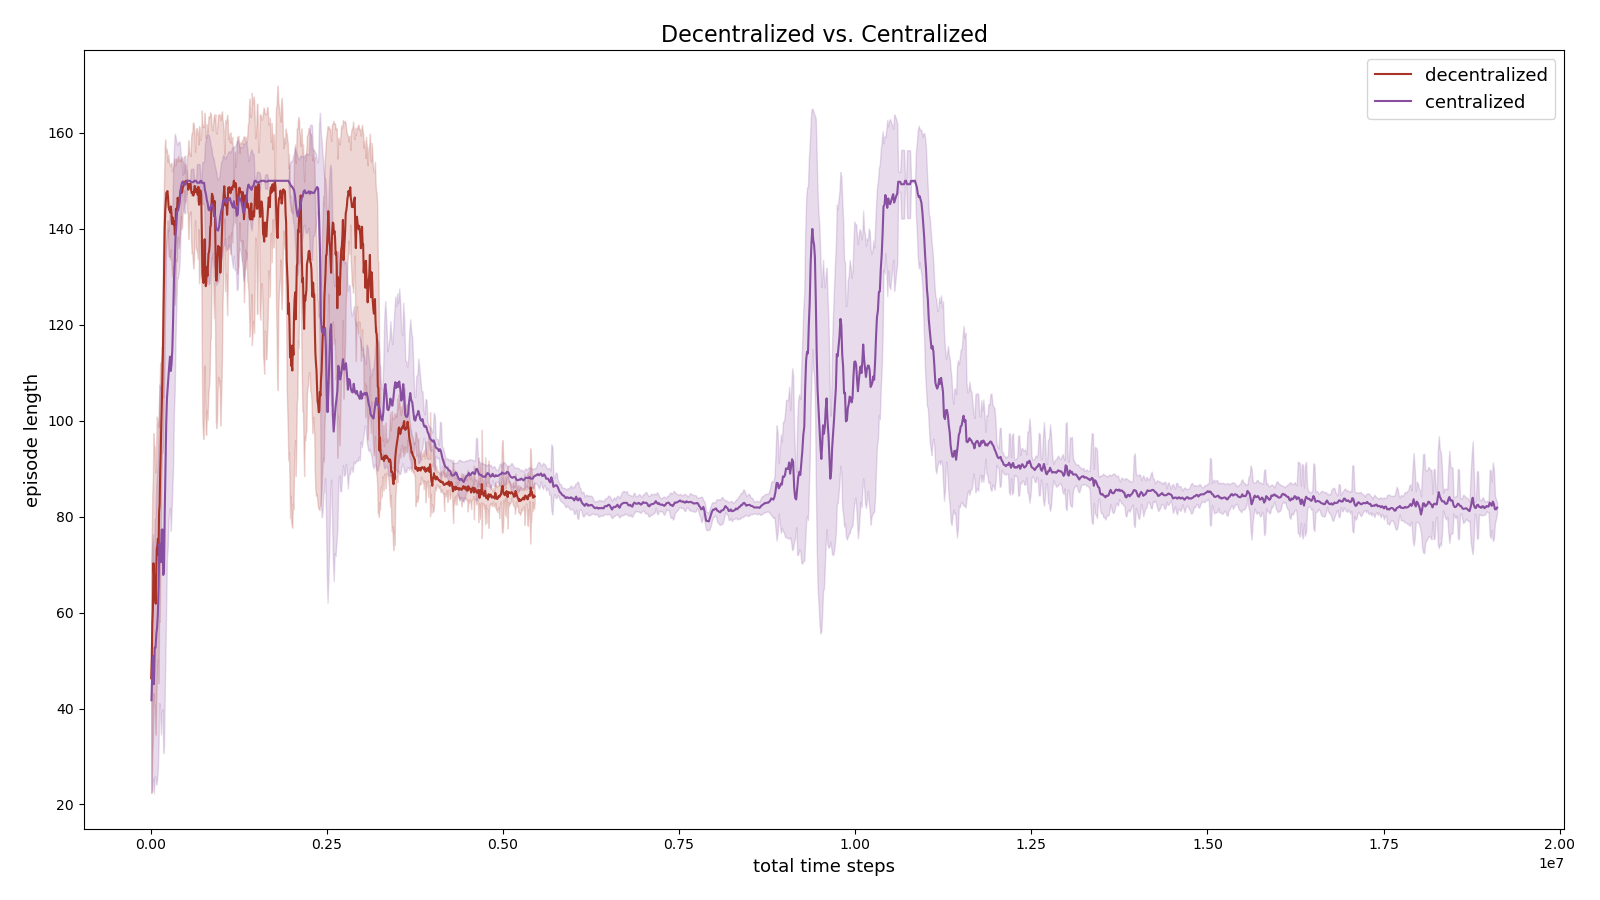 Decentralized vs. Centralized
decentralized
centralized
episode length
160
140
120
100
80
60
40
20
0.00 0.25 0.50 0.75 1.00 1.25 1.50 1.75 2.00
1e7
total time steps